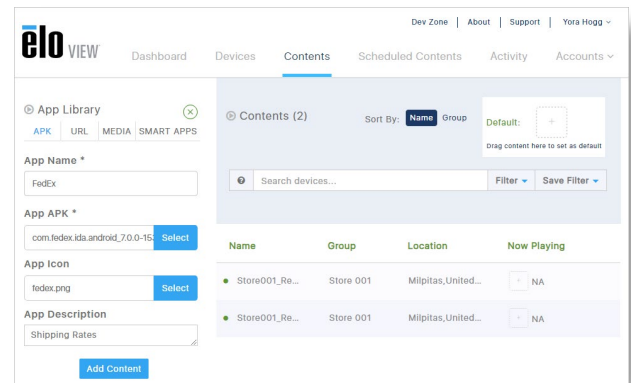 Dev Zone About Support Yora Hogg
elo VIEW
Dashboard Devices Contents Scheduled Contents Activity Accounts
App Library
APK URL MEDIA SMART APPS
App Name *
FedEx
App APK *
com.fedex.ida.android_7.0.0-153 Select
App Icon
fedex.png Select
App Description
Shipping Rates
Add Content
Contents (2)
Sort By: Name Group
Default: +
Drag content here to set as default
? Search devices... Filter Save Filter
Name Group Location Now Playing
Store001_Re... Store 001 Milpitas,United... + NA
Store001_Re... Store 001 Milpitas,United... + NA